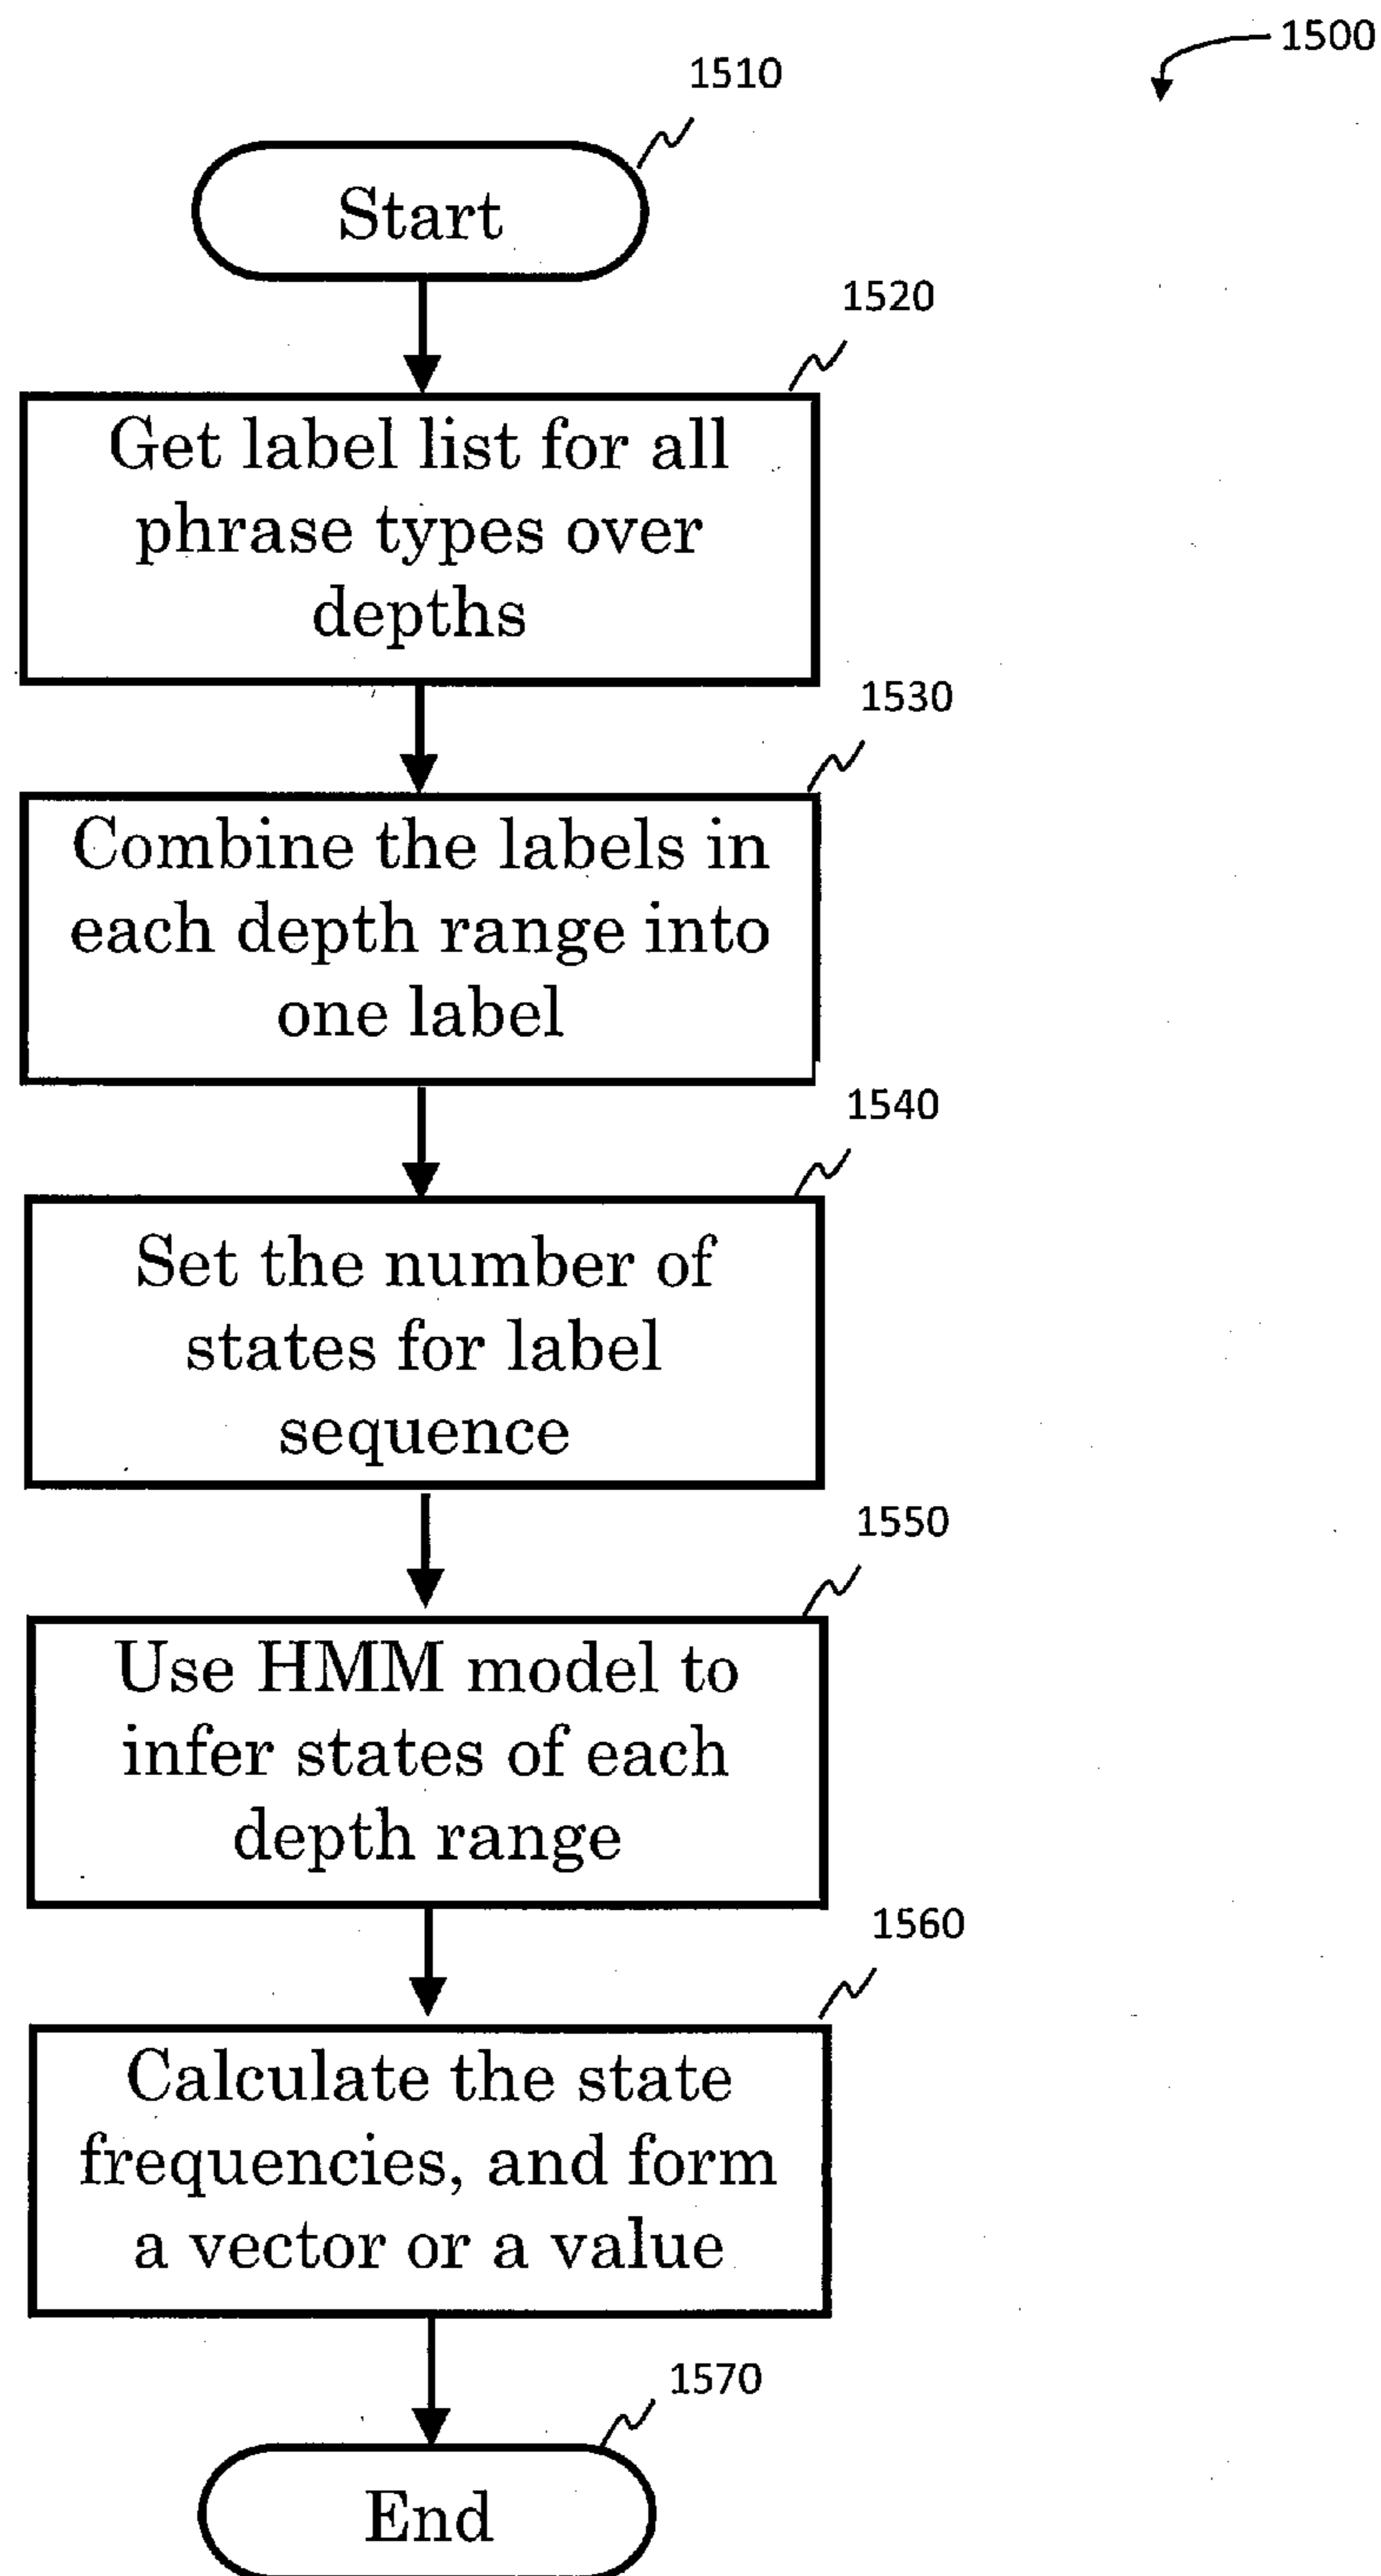 1500
1510
Start
1520
Get label list for all
phrase types over
depths
1530
Combine the labels in
each depth range into
one label
1540
Set the number of
states for label
sequence
1550
Use HMM model to
infer states of each
depth range
1560
Calculate the state
frequencies, and form
a vector or a value
1570
End